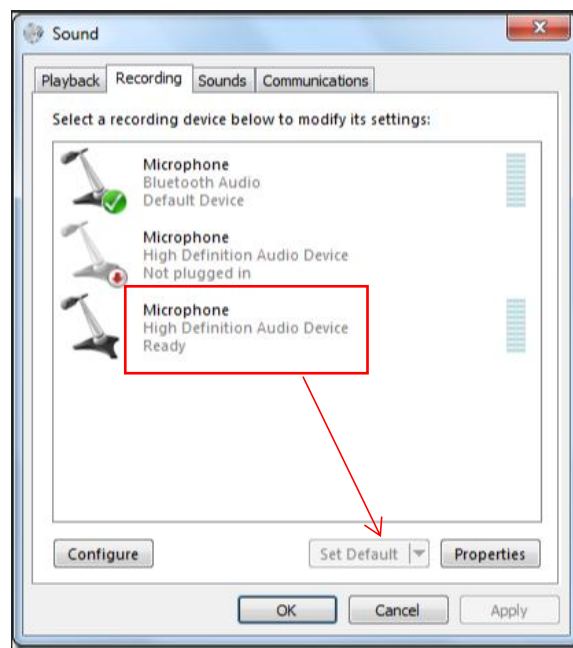 Sound
Playback Recording Sounds Communications
Select a recording device below to modify its settings:
Microphone
Bluetooth Audio
Default Device
Microphone
High Definition Audio Device
Not plugged in
Microphone
High Definition Audio Device
Ready
Configure Set Default Properties
OK Cancel Apply